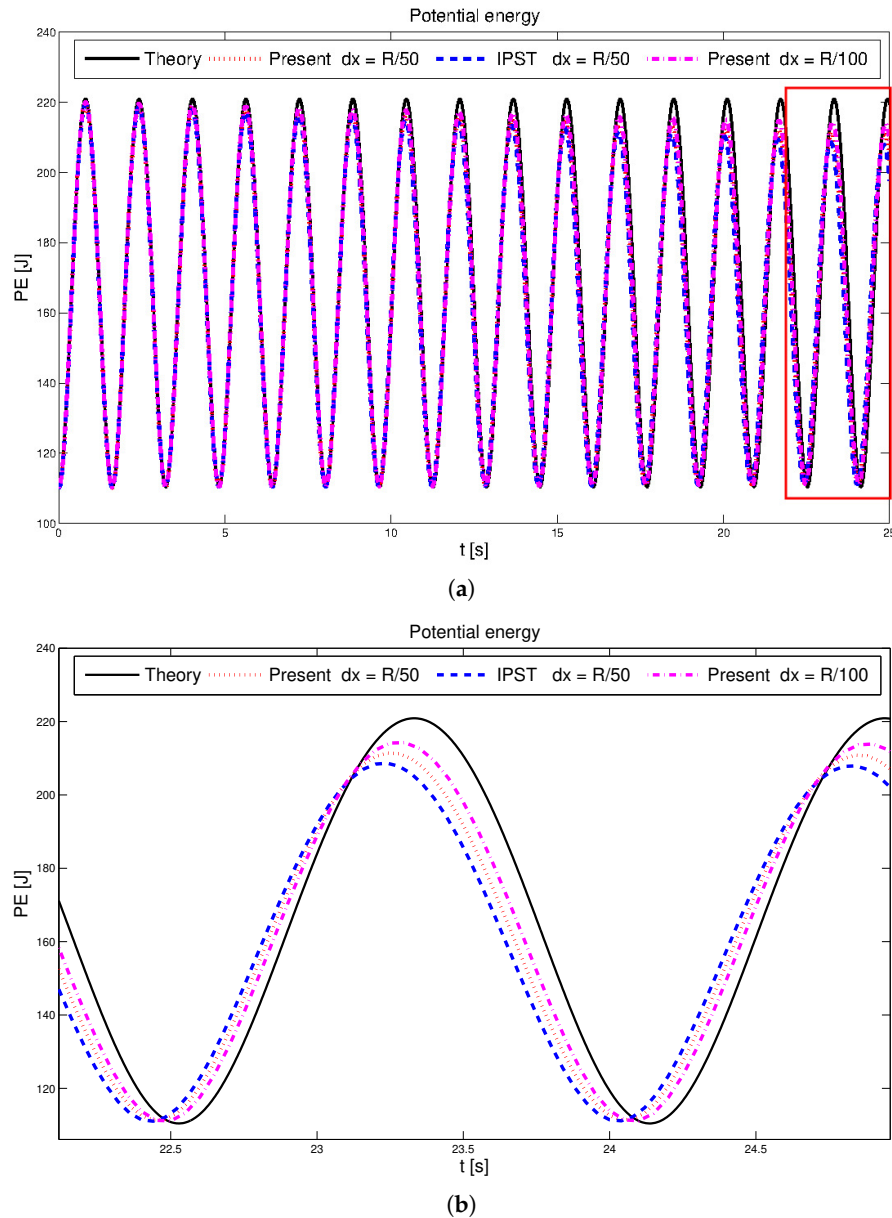 Potential energy
240
Theory Present dx = R/50 IPST dx = R/50 Present dx = R/100
220
200
180
160
140
120
100
PE [J]
0 5 10 15 20 25
t [s]
(a)
Potential energy
240
Theory Present dx = R/50 IPST dx = R/50 Present dx = R/100
220
200
180
160
140
120
PE [J]
22.5 23 23.5 24 24.5
t [s]
(b)